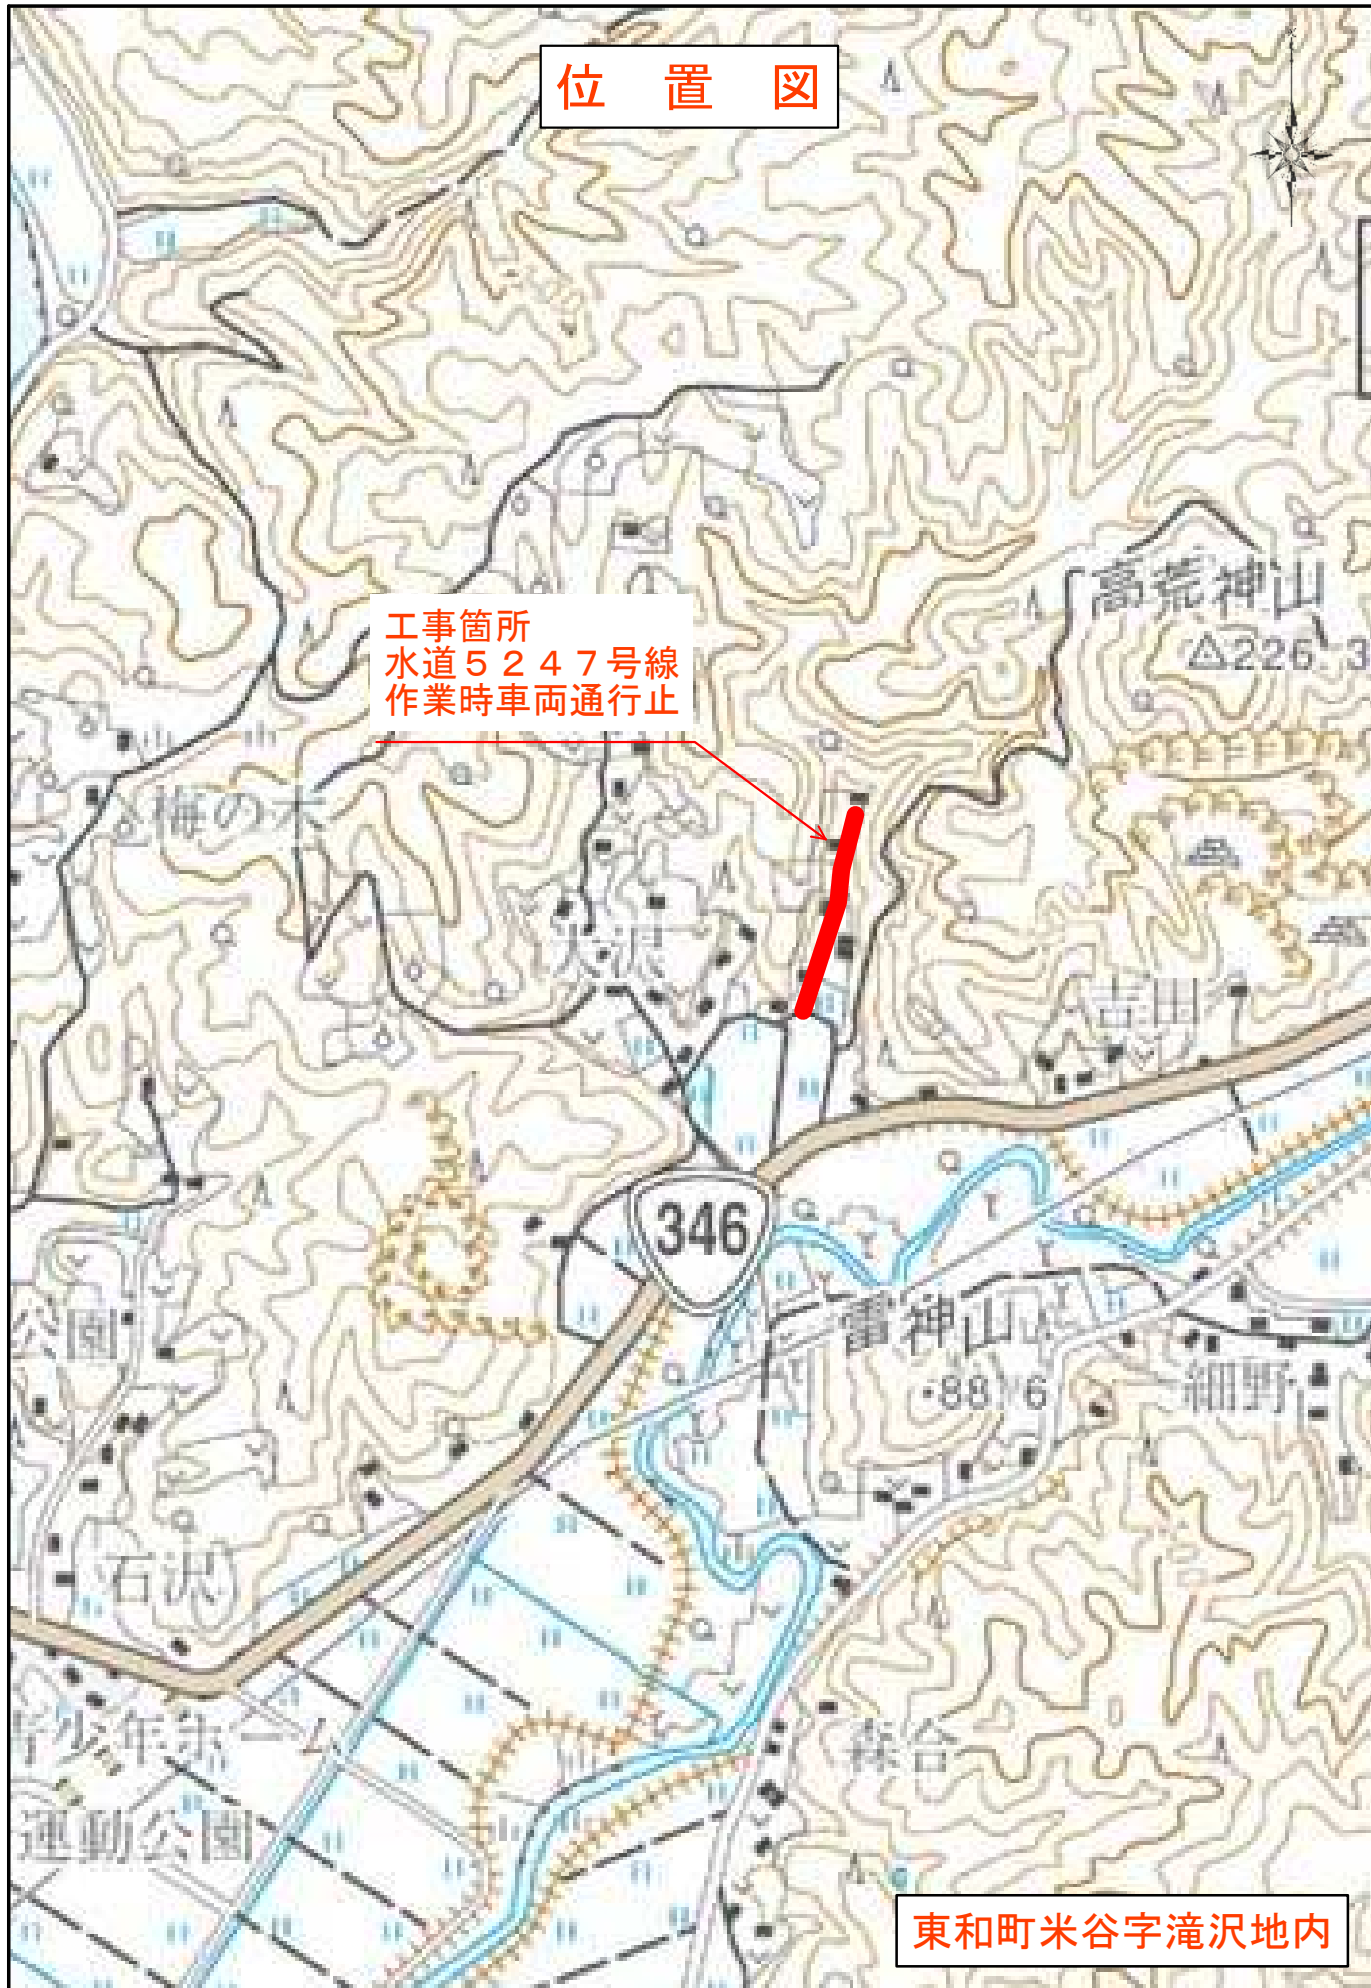 位置図
高荒神山
△226.3
工事箇所
水道5247号線
作業時車両通行止
梅の木
大沢
吉田
346
公園
雷神山
・88.6
細野
石沢
青少年ホーム
森合
運動公園
東和町米谷字滝沢地内